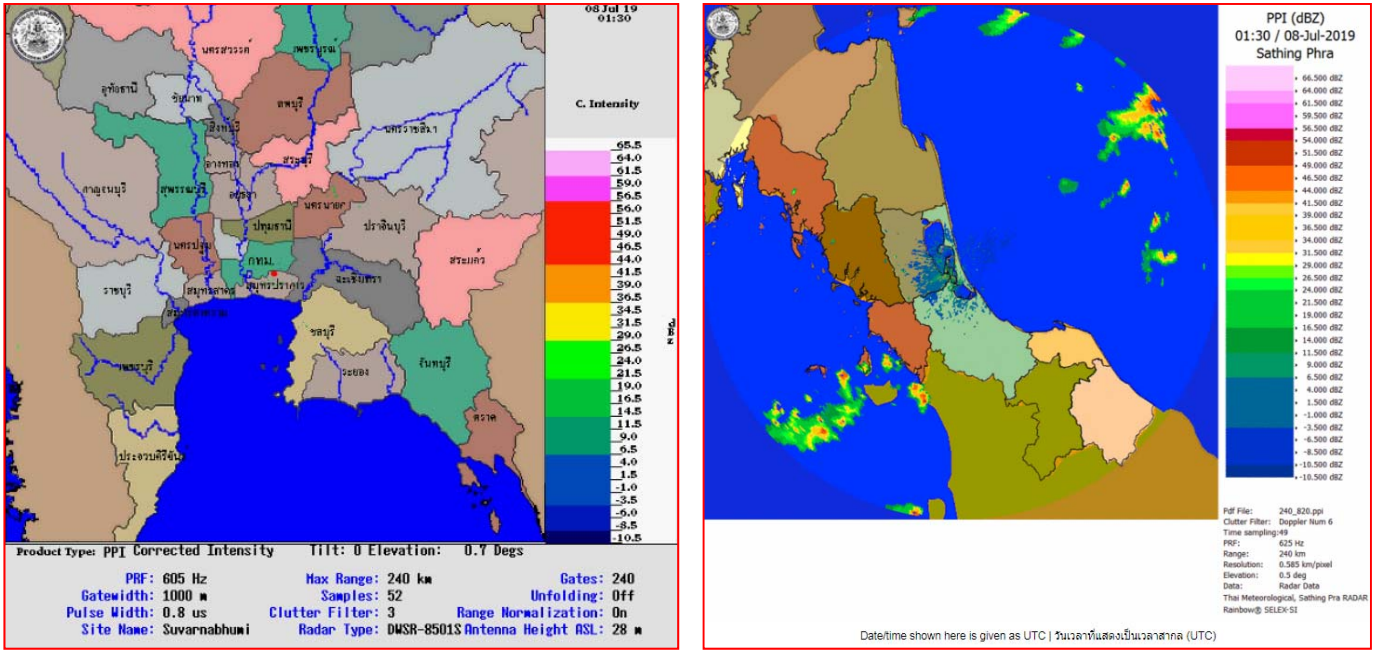 08 Jul 19
01:30
C. Intensity
65.5
64.0
61.5
59.0
56.5
56.0
51.5
49.0
46.5
44.0
41.5
39.0
36.5
34.5
31.5
29.0
26.5
24.0
21.5
19.0
16.5
14.5
11.5
9.0
6.5
4.0
1.5
-1.0
-3.5
-6.0
-8.5
-10.5
นครสวรรค์
เพชรบูรณ์
อุทัยธานี
ชัยนาท
ลพบุรี
สิงห์บุรี
นครราชสีมา
อ่างทอง
สระบุรี
กาญจนบุรี
สุพรรณบุรี
อยุธยา
นครนายก
ปทุมธานี
ปราจีนบุรี
นครปฐม
กทม.
สระแก้ว
ราชบุรี
สมุทรสาคร
สมุทรปราการ
ฉะเชิงเทรา
ชลบุรี
เพชรบุรี
ระยอง
จันทบุรี
ตราด
ประจวบคีรีขันธ์
Product Type: PPI Corrected Intensity Tilt: 0 Elevation: 0.7 Degs
PRF: 605 Hz Max Range: 240 km Gates: 240
Gatewidth: 1000 m Samples: 52 Unfolding: Off
Pulse Width: 0.8 us Clutter Filter: 3 Range Normalization: On
Site Name: Suvarnabhumi Radar Type: DWSR-8501S Antenna Height ASL: 28 m
PPI (dBZ)
01:30 / 08-Jul-2019
Sathing Phra
66.500 dBZ
64.000 dBZ
61.500 dBZ
59.500 dBZ
56.500 dBZ
54.000 dBZ
51.500 dBZ
49.000 dBZ
46.500 dBZ
44.000 dBZ
41.500 dBZ
39.000 dBZ
36.500 dBZ
34.000 dBZ
31.500 dBZ
29.000 dBZ
26.500 dBZ
24.000 dBZ
21.500 dBZ
19.000 dBZ
16.500 dBZ
14.000 dBZ
11.500 dBZ
9.000 dBZ
6.500 dBZ
4.000 dBZ
1.500 dBZ
-1.000 dBZ
-3.500 dBZ
-6.500 dBZ
-8.500 dBZ
-10.500 dBZ
-10.500 dBZ
Pdf File: 240_820.ppi
Clutter Filter: Doppler Num 6
Time sampling:49
PRF: 625 Hz
Range: 240 km
Resolution: 0.585 km/pixel
Elevation: 0.5 deg
Data: Radar Data
Thai Meteorological, Sathing Pra RADAR
Rainbow® SELEX-SI
Date/time shown here is given as UTC | วันเวลาที่แสดงเป็นเวลาสากล (UTC)